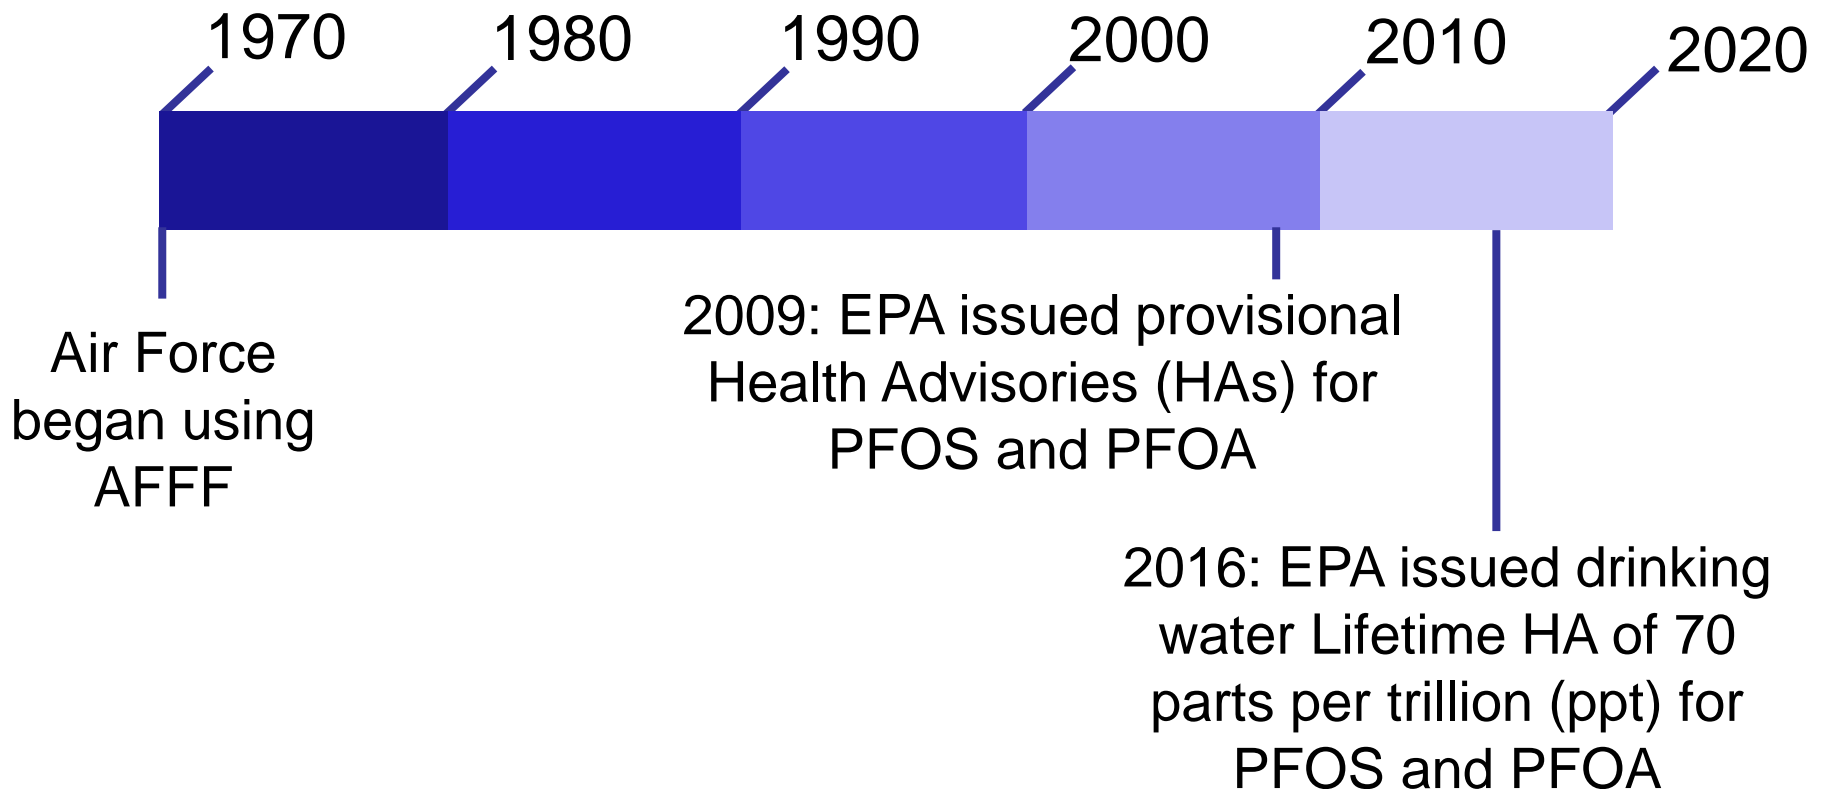 1970
1980
1990
2000
2010
2020
Air Force
began using
AFFF
2009: EPA issued provisional
Health Advisories (HAs) for
PFOS and PFOA
2016: EPA issued drinking
water Lifetime HA of 70
parts per trillion (ppt) for
PFOS and PFOA